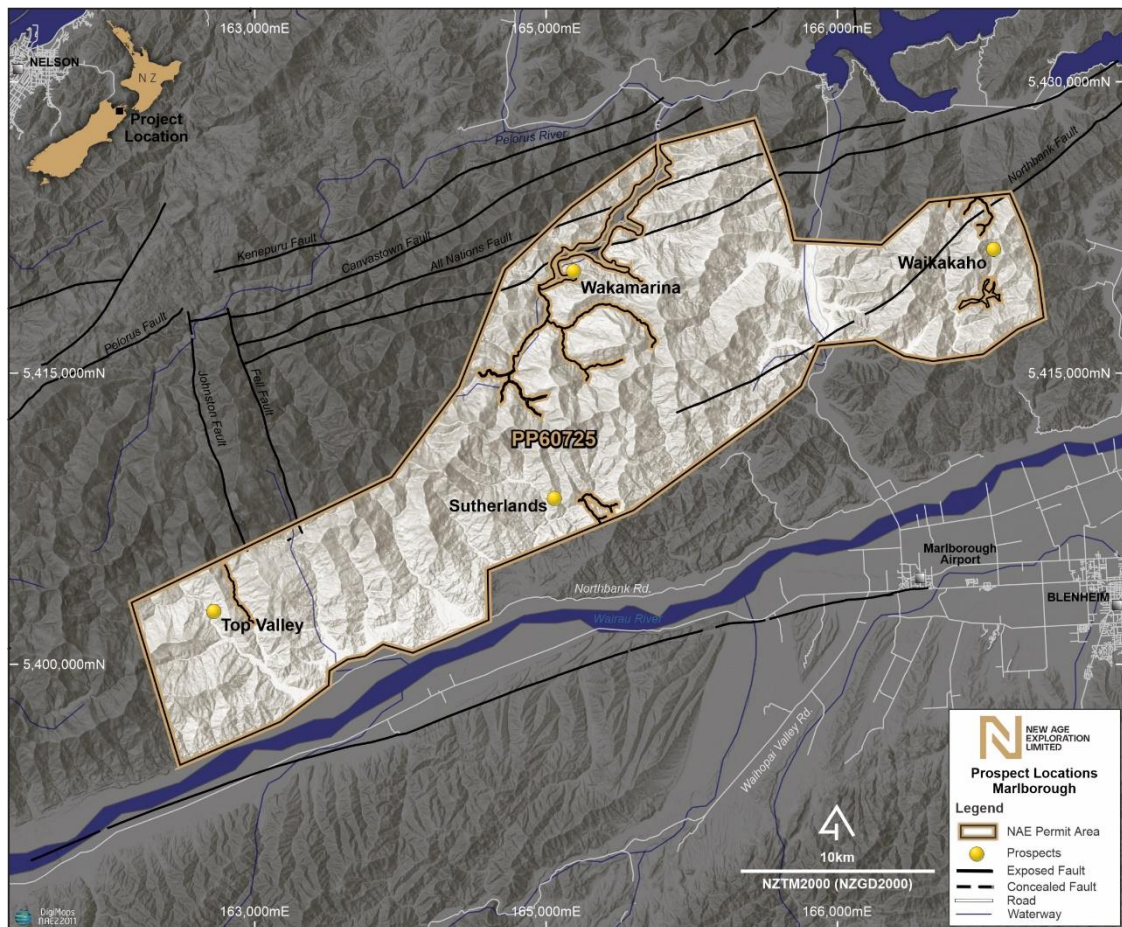 163,000mE
165,000mE
166,000mE
NELSON
N Z
Project
Location
5,430,000mN
Pelorus River
Northbank Fault
Kenepuru Fault
Canvastown Fault
All Nations Fault
Waikakaho
Wakamarina
Pelorus Fault
5,415,000mN
5,415,000mN
Johnston Fault
Fell Fault
PP60725
Sutherlands
Marlborough
Airport
Northbank Rd.
BLENHEIM
Wairau River
Top Valley
5,400,000mN
Waihopai Valley Rd.
N
NEW AGE
EXPLORATION
LIMITED
Prospect Locations
Marlborough
Legend
NAE Permit Area
Prospects
Exposed Fault
Concealed Fault
Road
Waterway
10km
NZTM2000 (NZGD2000)
DigiMaps
163,000mE
165,000mE
166,000mE